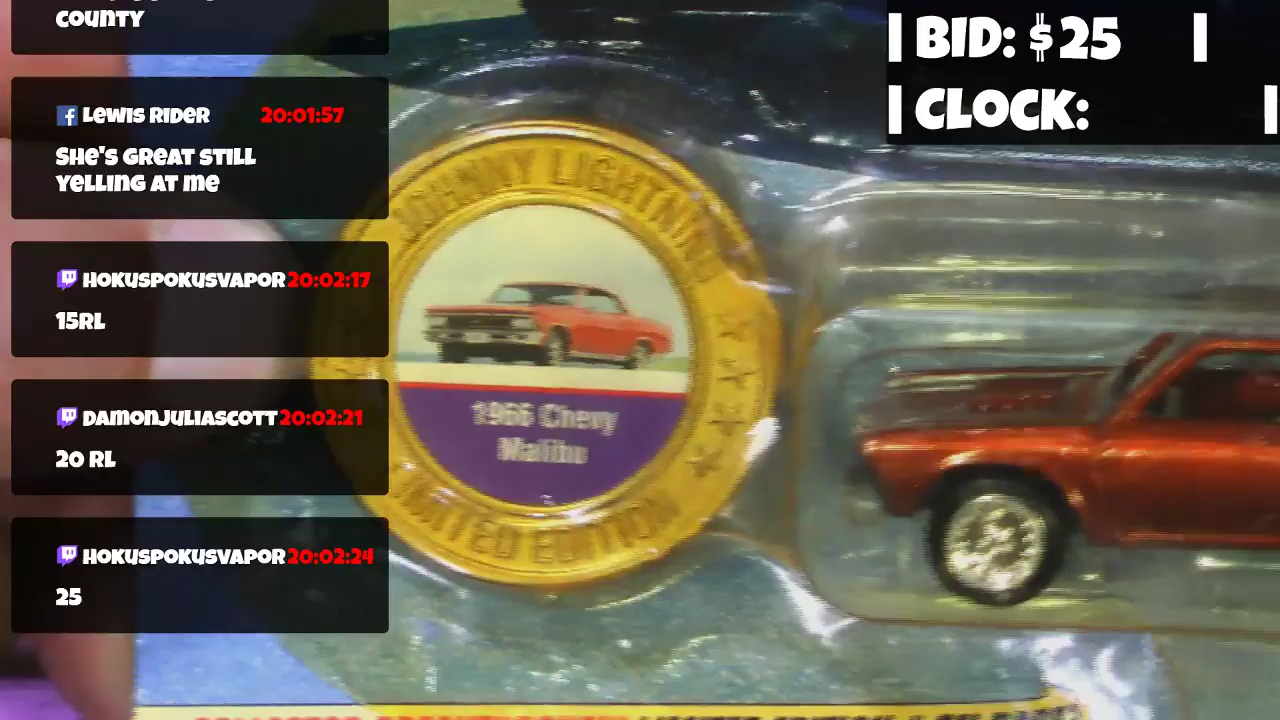 COUNTY
LEWIS RIDER 20:01:57
SHE'S GREAT STILL
YELLING AT ME
HOKUSPOKUSVAPOR 20:02:17
15RL
DAMONJULIASCOTT 20:02:21
20 RL
HOKUSPOKUSVAPOR 20:02:24
25
| BID: $25 |
| CLOCK: |
JOHNNY LIGHTNING
1966 Chevy
Malibu
LIMITED EDITION